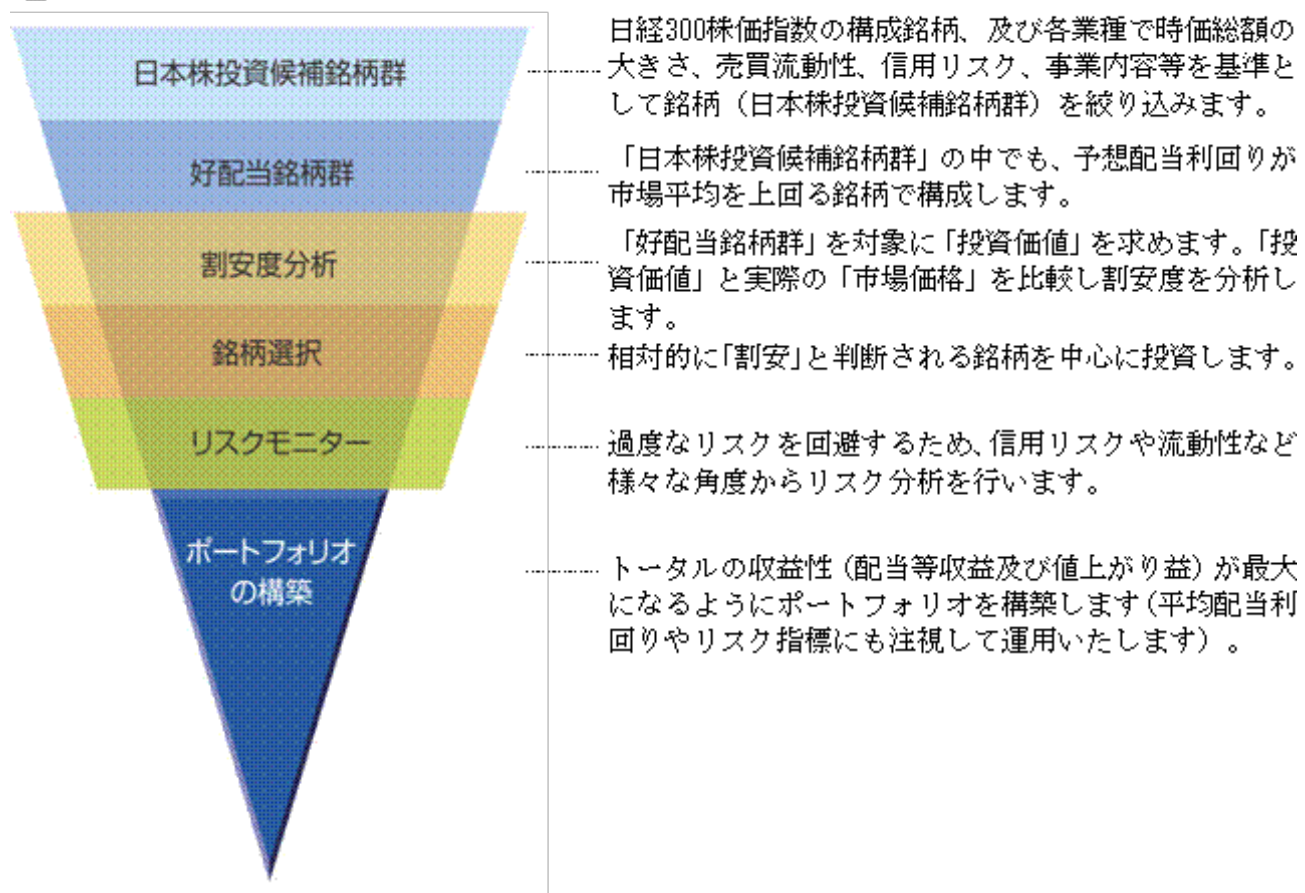 日本株投資候補銘柄群
日経300株価指数の構成銘柄、及び各業種で時価総額の
大きさ、売買流動性、信用リスク、事業内容等を基準と
して銘柄（日本株投資候補銘柄群）を絞り込みます。
好配当銘柄群
「日本株投資候補銘柄群」の中でも、予想配当利回りが
市場平均を上回る銘柄で構成します。
割安度分析
「好配当銘柄群」を対象に「投資価値」を求めます。「投
資価値」と実際の「市場価格」を比較し割安度を分析し
ます。
銘柄選択
相対的に「割安」と判断される銘柄を中心に投資します。
リスクモニター
過度なリスクを回避するため、信用リスクや流動性など
様々な角度からリスク分析を行います。
ポートフォリオ
の構築
トータルの収益性（配当等収益及び値上がり益）が最大
になるようにポートフォリオを構築します（平均配当利
回りやリスク指標にも注視して運用いたします）。